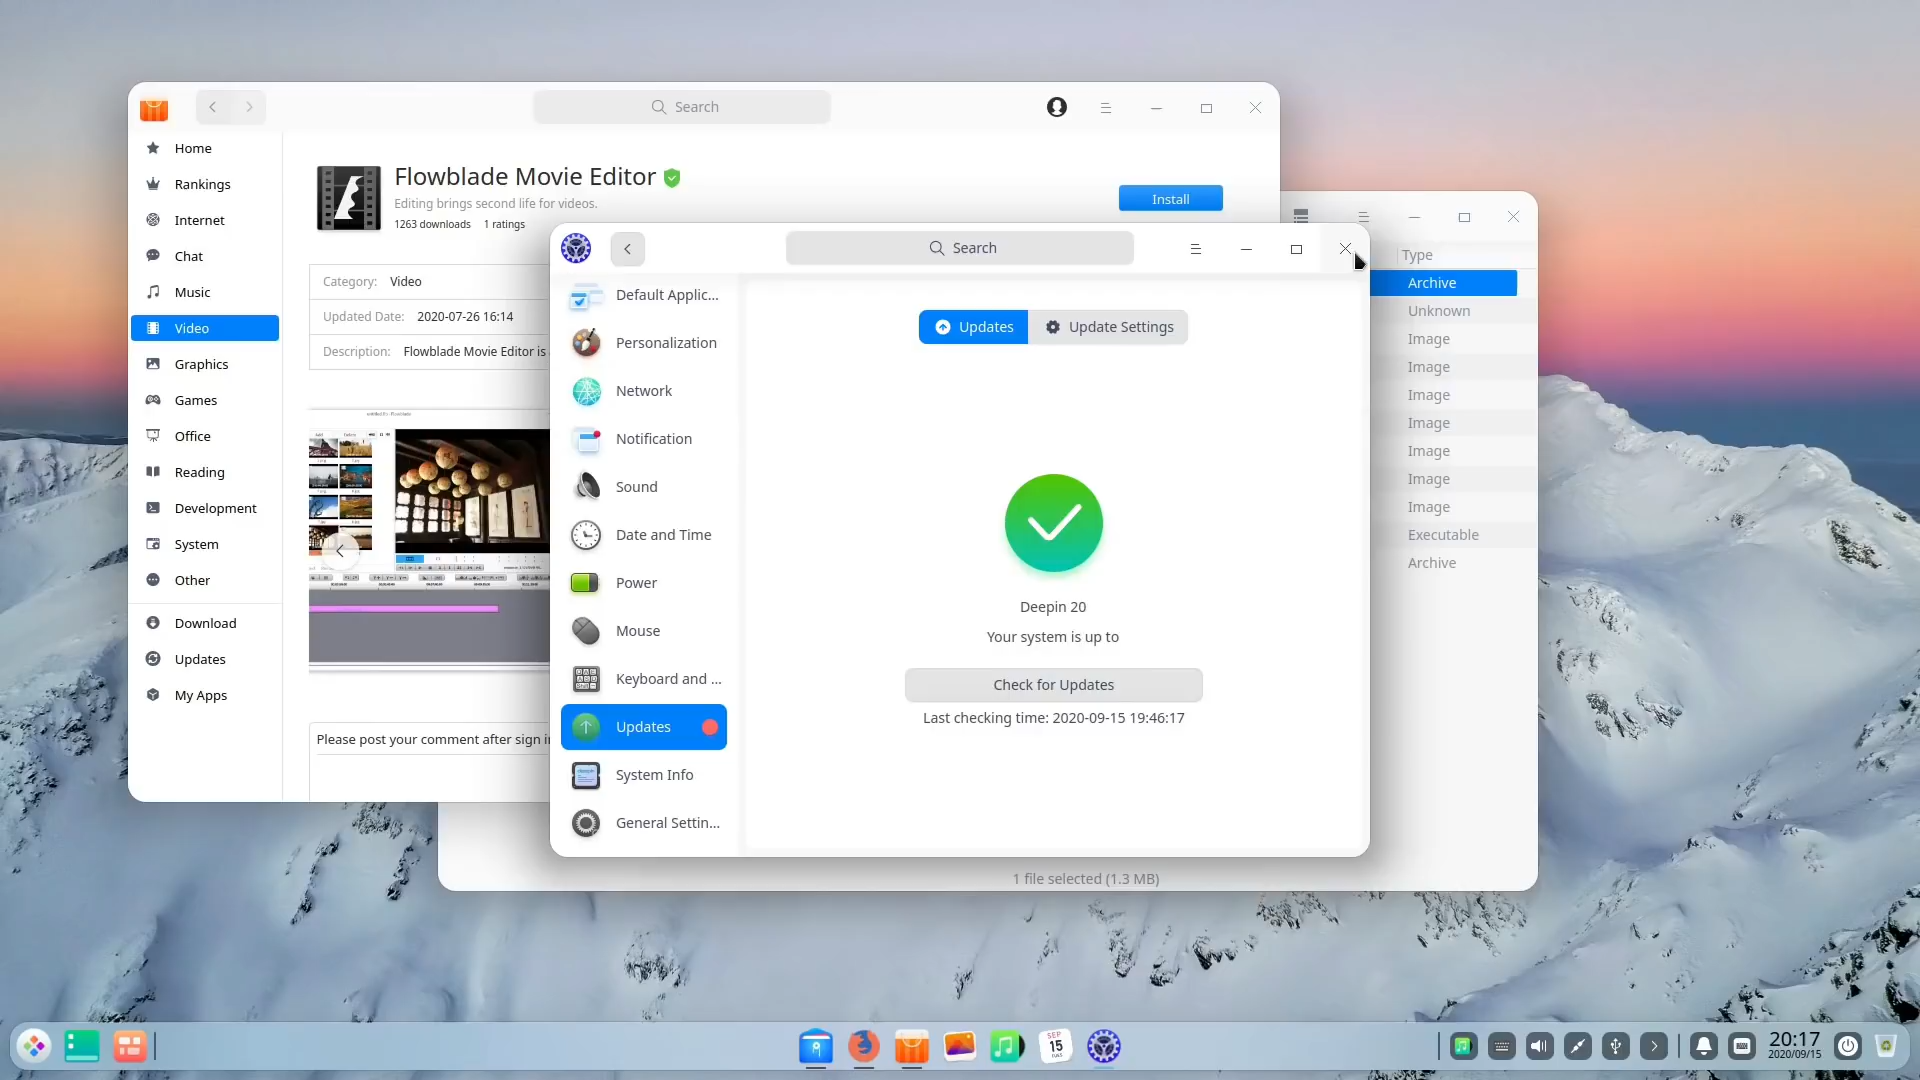 Search
Home
Rankings
Internet
Chat
Music
Video
Graphics
Games
Office
Reading
Development
System
Other
Download
Updates
My Apps
Flowblade Movie Editor
Editing brings second life for videos.
1263 downloads 1 ratings
Install
Category: Video
Updated Date: 2020-07-26 16:14
Description: Flowblade Movie Editor is
Please post your comment after sign in
Search
Default Applic...
Personalization
Network
Notification
Sound
Date and Time
Power
Mouse
Keyboard and ...
Updates
System Info
General Settin...
Updates
Update Settings
Deepin 20
Your system is up to
Check for Updates
Last checking time: 2020-09-15 19:46:17
Type
Archive
Unknown
Image
Image
Image
Image
Image
Image
Image
Executable
Archive
1 file selected (1.3 MB)
SEP
15
TUES
20:17
2020/09/15